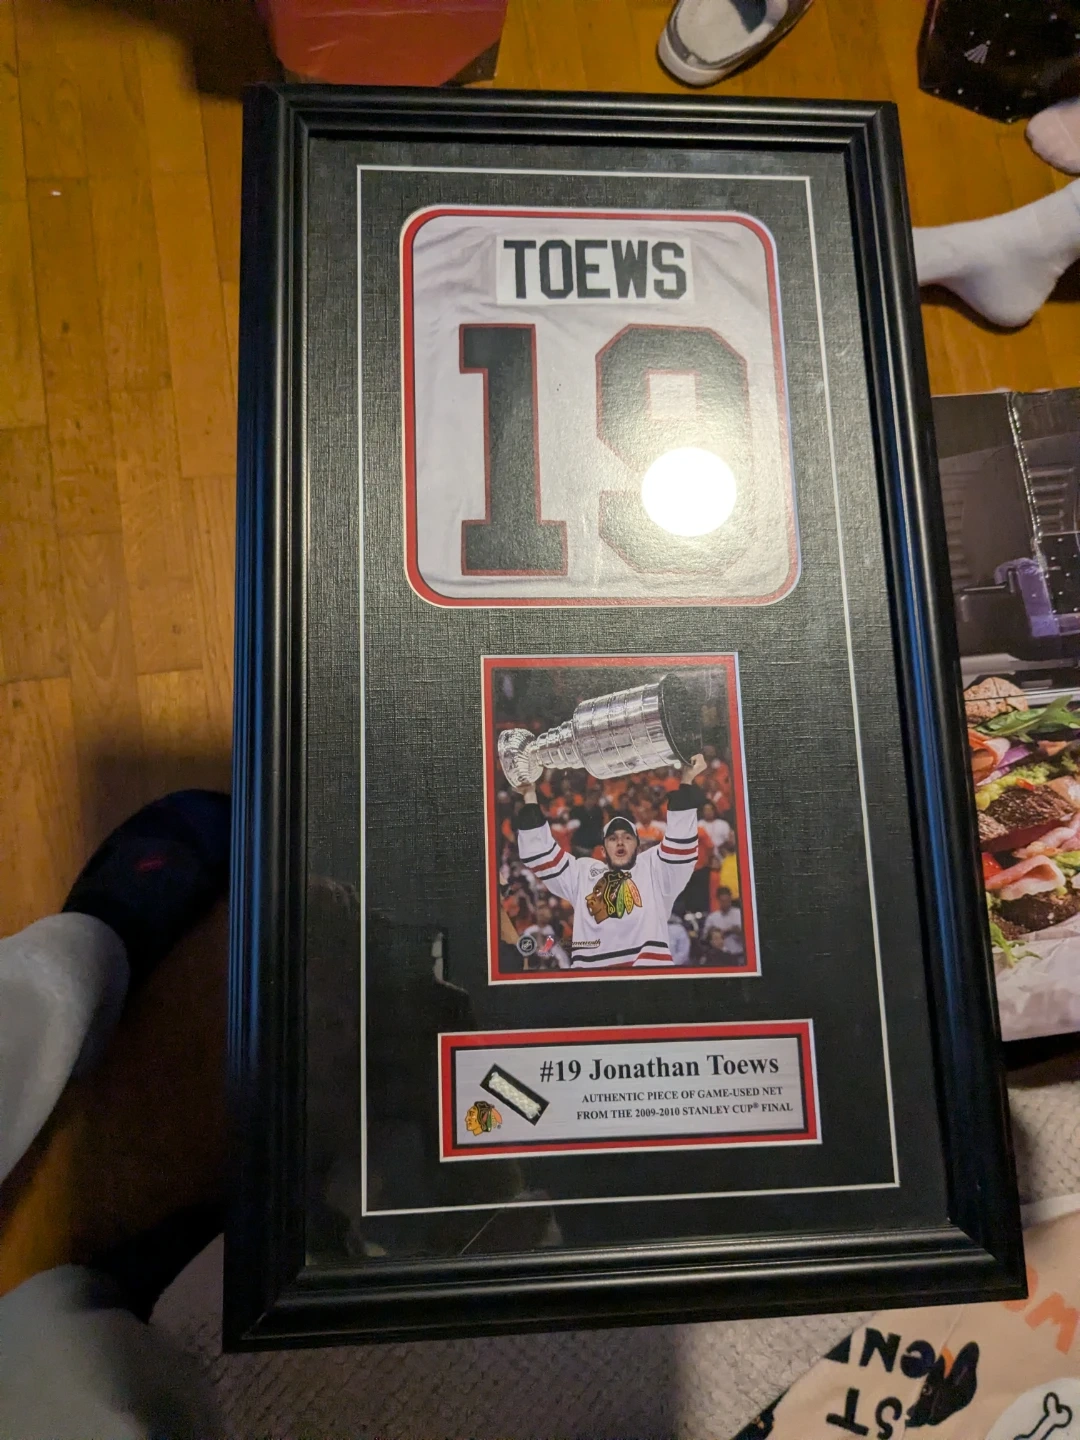 TOEWS
19
#19 Jonathan Toews
AUTHENTIC PIECE OF GAME-USED NET
FROM THE 2009-2010 STANLEY CUP® FINAL